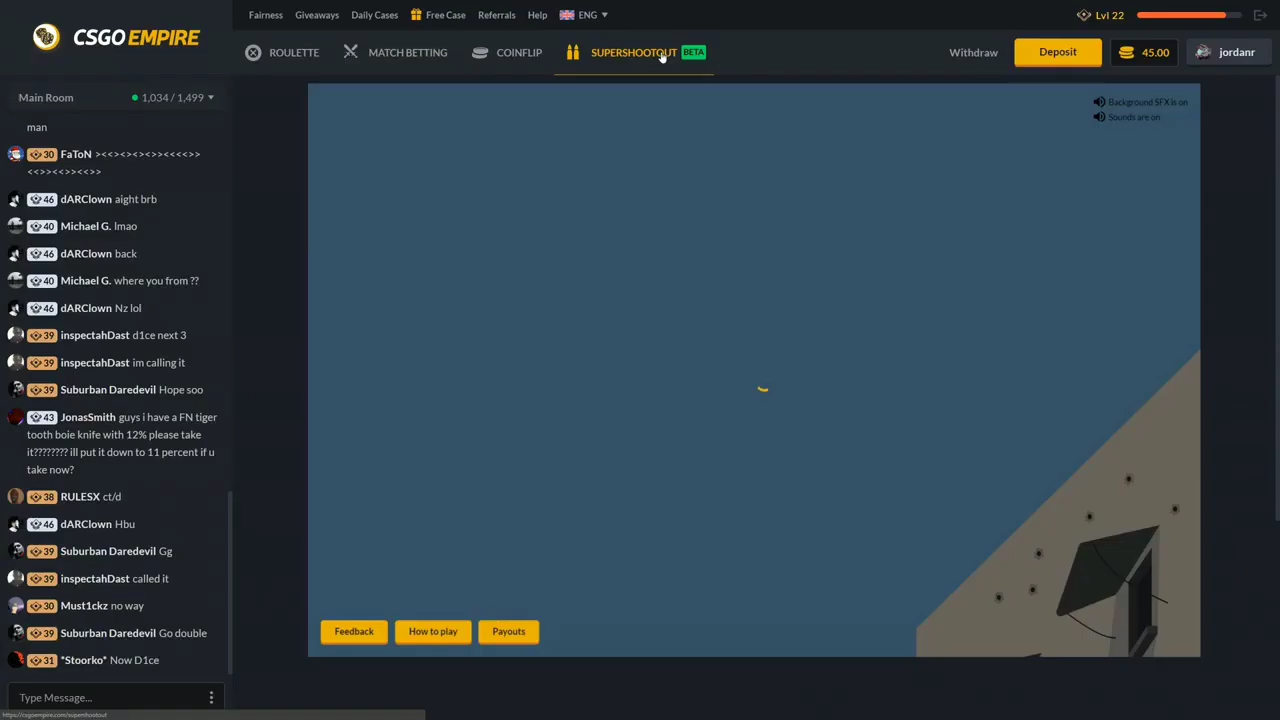 Fairness Giveaways Daily Cases Free Case Referrals Help ENG Lvl 22
CSGOEMPIRE
ROULETTE MATCH BETTING COINFLIP SUPERSHOOTOUT BETA Withdraw Deposit 45.00 jordanr
Main Room 1,034 / 1,499
Background SFX is on
Sounds are on
man
30 FaToN ><<><><>><<<<>>
<<>><<>><<>>
46 dARClown aight brb
40 Michael G. lmao
46 dARClown back
40 Michael G. where you from ??
46 dARClown Nz lol
39 inspectahDast d1ce next 3
39 inspectahDast im calling it
39 Suburban Daredevil Hope soo
43 JonasSmith guys i have a FN tiger
tooth boie knife with 12% please take
it???????? ill put it down to 11 percent if u
take now?
38 RULESX ct/d
46 dARClown Hbu
39 Suburban Daredevil Gg
39 inspectahDast called it
30 Must1ckz no way
39 Suburban Daredevil Go double
31 *Stoorko* Now D1ce
Feedback How to play Payouts
Type Message...
https://csgoempire.com/supershootout